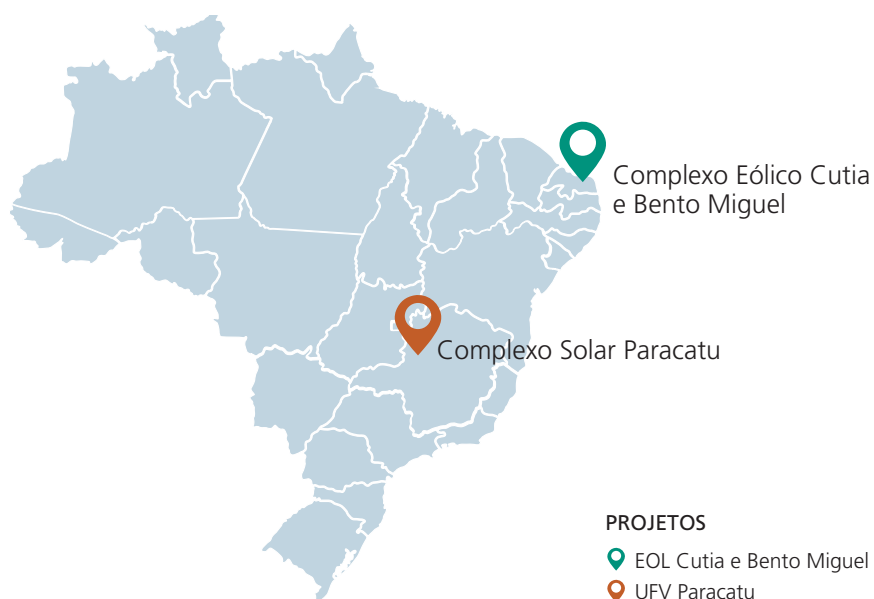 Complexo Eólico Cutia
e Bento Miguel
Complexo Solar Paracatu
PROJETOS
EOL Cutia e Bento Miguel
UFV Paracatu